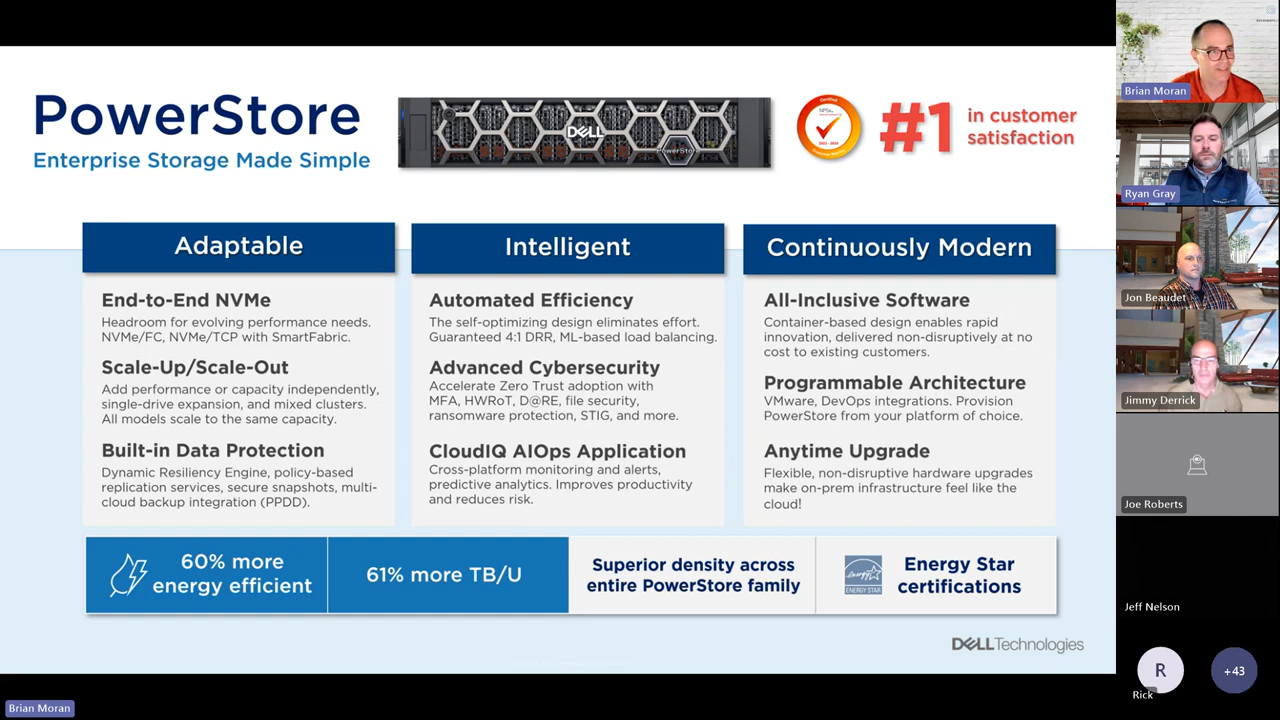 PowerStore
Enterprise Storage Made Simple
DELL
#1
in customer
satisfaction
Adaptable
End-to-End NVMe
Headroom for evolving performance needs.
NVMe/FC, NVMe/TCP with SmartFabric.
Scale-Up/Scale-Out
Add performance or capacity independently,
single-drive expansion, and mixed clusters.
All models scale to the same capacity.
Built-in Data Protection
Dynamic Resiliency Engine, policy-based
replication services, secure snapshots, multi-
cloud backup integration (PPDD).
Intelligent
Automated Efficiency
The self-optimizing design eliminates effort.
Guaranteed 4:1 DRR, ML-based load balancing.
Advanced Cybersecurity
Accelerate Zero Trust adoption with
MFA, HWRoT, D@RE, file security,
ransomware protection, STIG, and more.
CloudIQ AIOps Application
Cross-platform monitoring and alerts,
predictive analytics. Improves productivity
and reduces risk.
Continuously Modern
All-Inclusive Software
Container-based design enables rapid
innovation, delivered non-disruptively at no
cost to existing customers.
Programmable Architecture
VMware, DevOps integrations. Provision
PowerStore from your platform of choice.
Anytime Upgrade
Flexible, non-disruptive hardware upgrades
make on-prem infrastructure feel like the
cloud!
60% more
energy efficient
61% more TB/U
Superior density across
entire PowerStore family
ENERGY STAR
Energy Star
certifications
DELL Technologies
Brian Moran
Brian Moran
Ryan Gray
Jon Beaudet
Jimmy Derrick
Joe Roberts
Jeff Nelson
R
Rick
+43